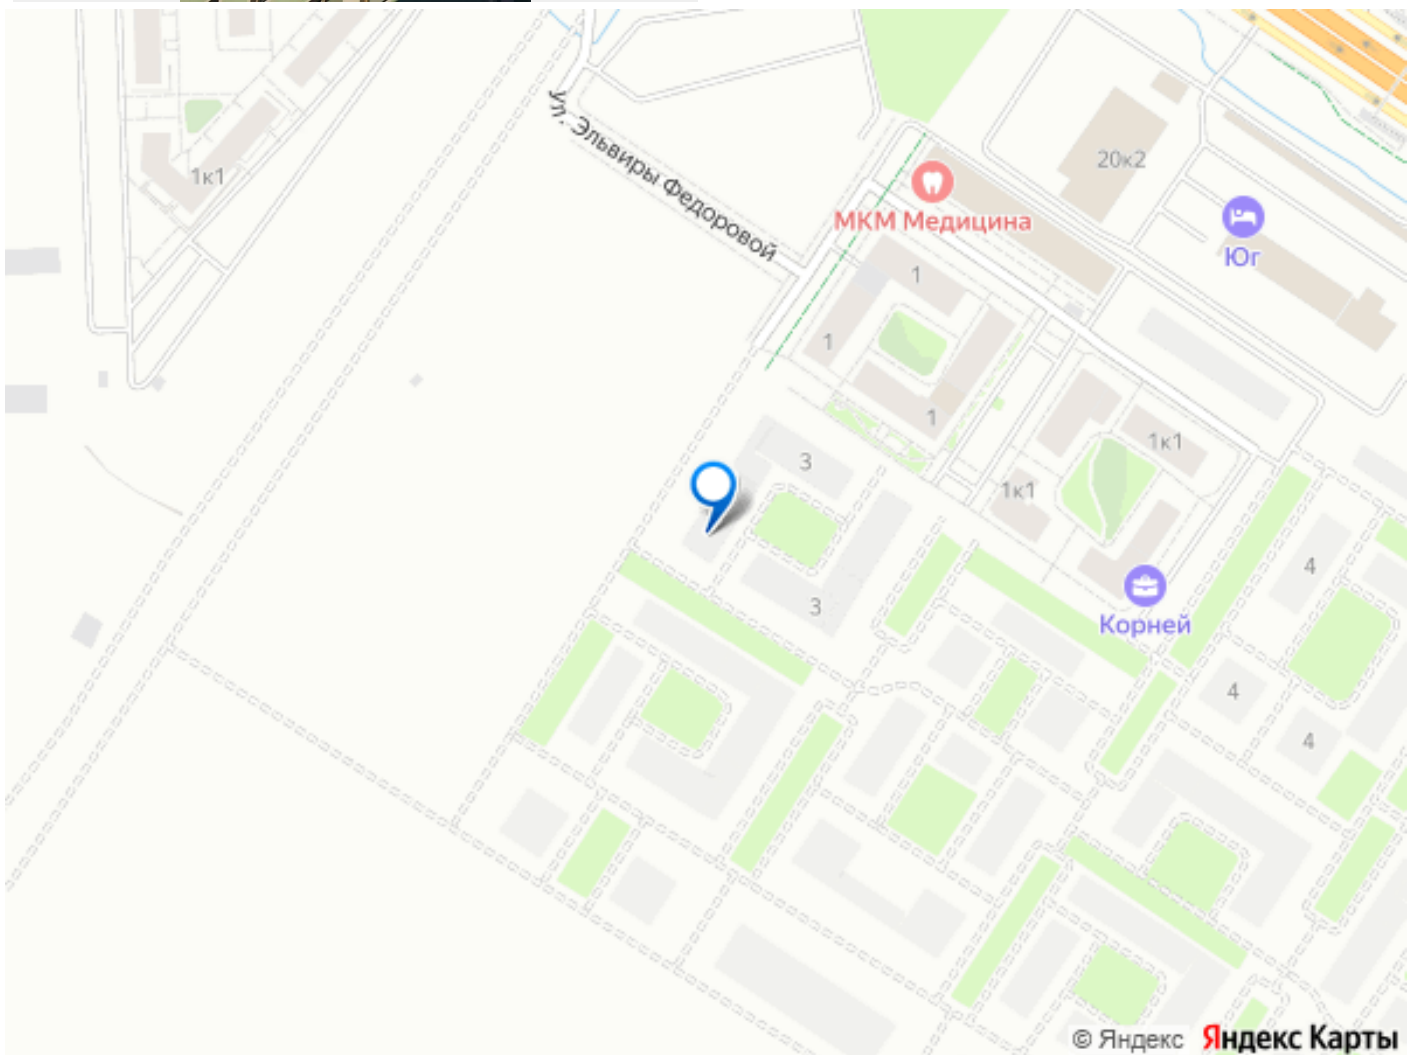 ул. Эльвиры Федоровой
1к1
20к2
МКМ Медицина
Юг
1
1
1
1к1
1к1
3
3
Корней
4
4
4
© Яндекс Яндекс Карты